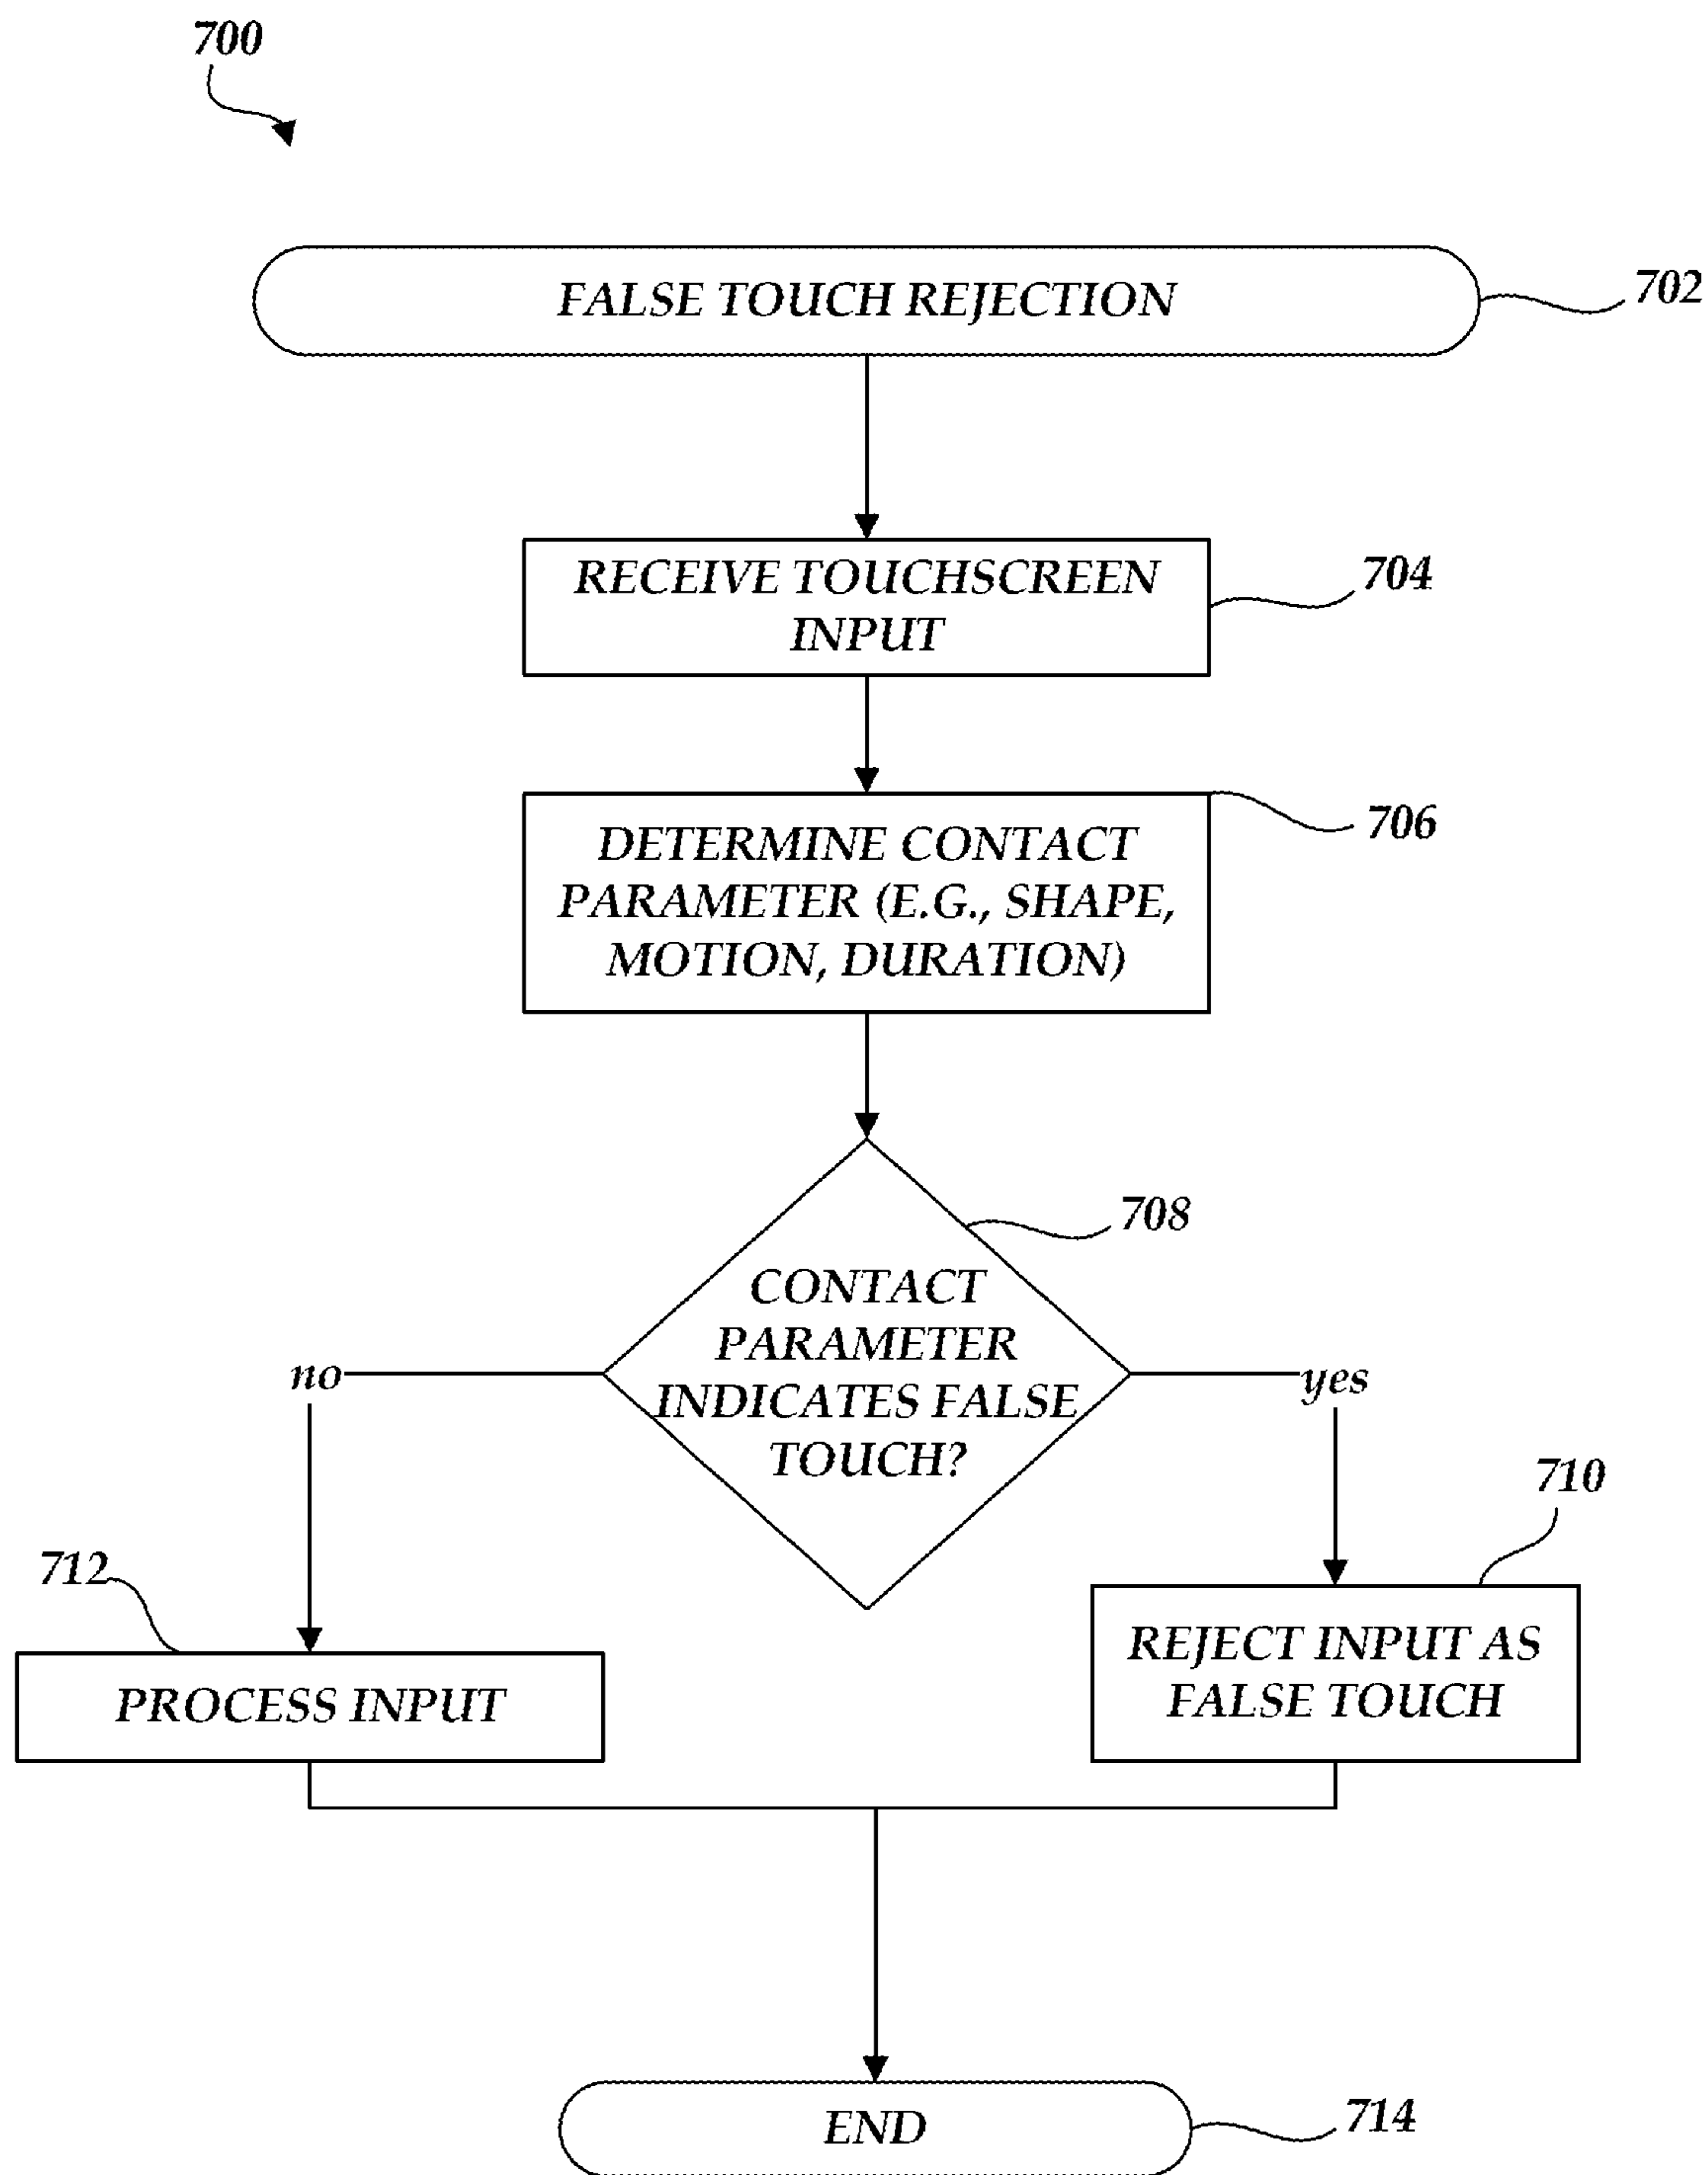 700
FALSE TOUCH REJECTION
702
RECEIVE TOUCHSCREEN
INPUT
704
DETERMINE CONTACT
PARAMETER (E.G., SHAPE,
MOTION, DURATION)
706
708
CONTACT
PARAMETER
INDICATES FALSE
TOUCH?
no
yes
710
712
REJECT INPUT AS
FALSE TOUCH
PROCESS INPUT
END
714